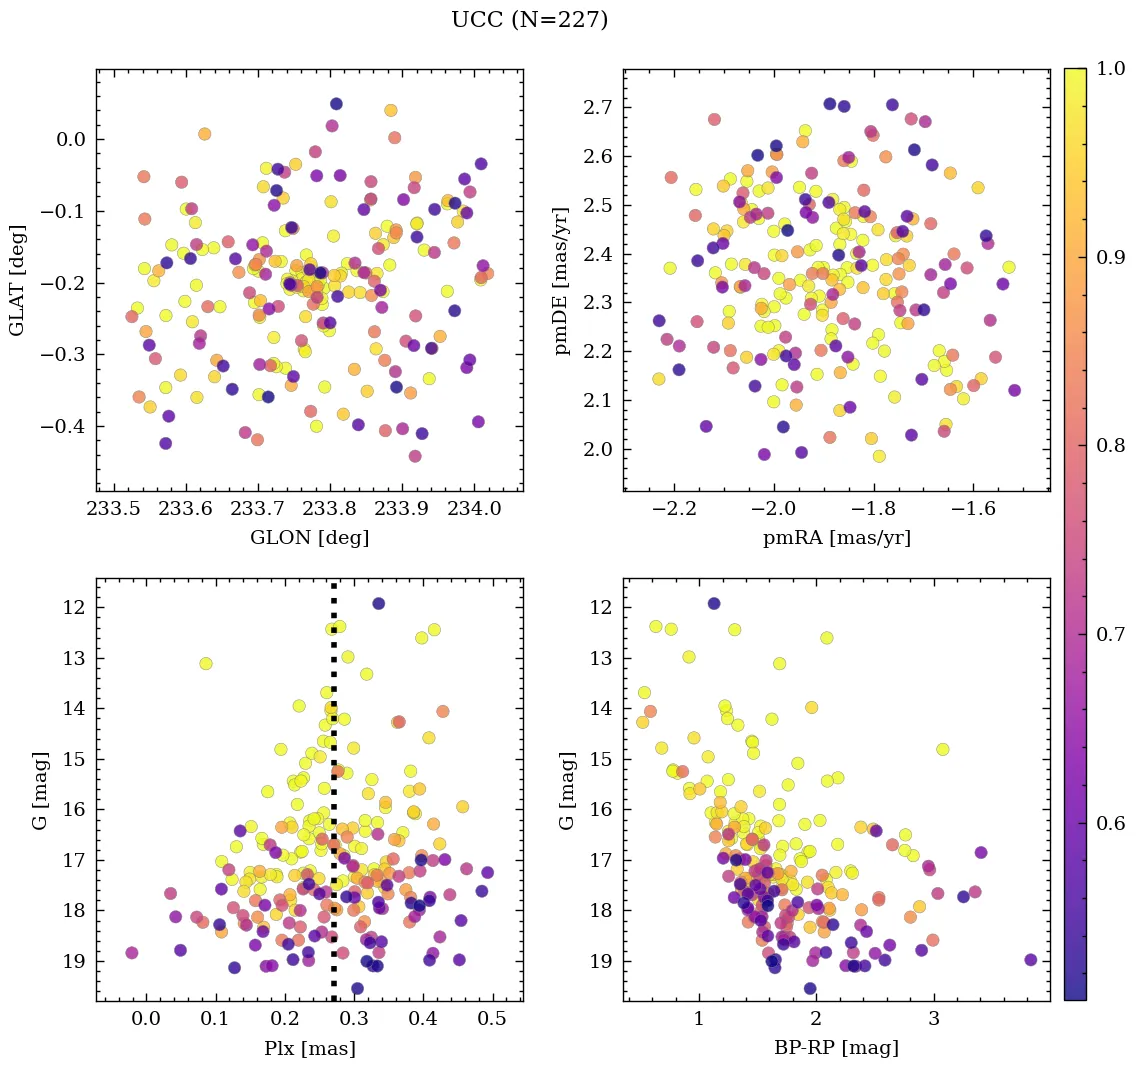 UCC (N=227)
0.0
−0.1
−0.2
−0.3
−0.4
GLAT [deg]
233.5 233.6 233.7 233.8 233.9 234.0
GLON [deg]
2.7
2.6
2.5
2.4
2.3
2.2
2.1
2.0
pmDE [mas/yr]
−2.2 −2.0 −1.8 −1.6
pmRA [mas/yr]
1.0
0.9
0.8
0.7
0.6
12
13
14
15
16
17
18
19
G [mag]
0.0 0.1 0.2 0.3 0.4 0.5
Plx [mas]
12
13
14
15
16
17
18
19
G [mag]
1 2 3
BP-RP [mag]